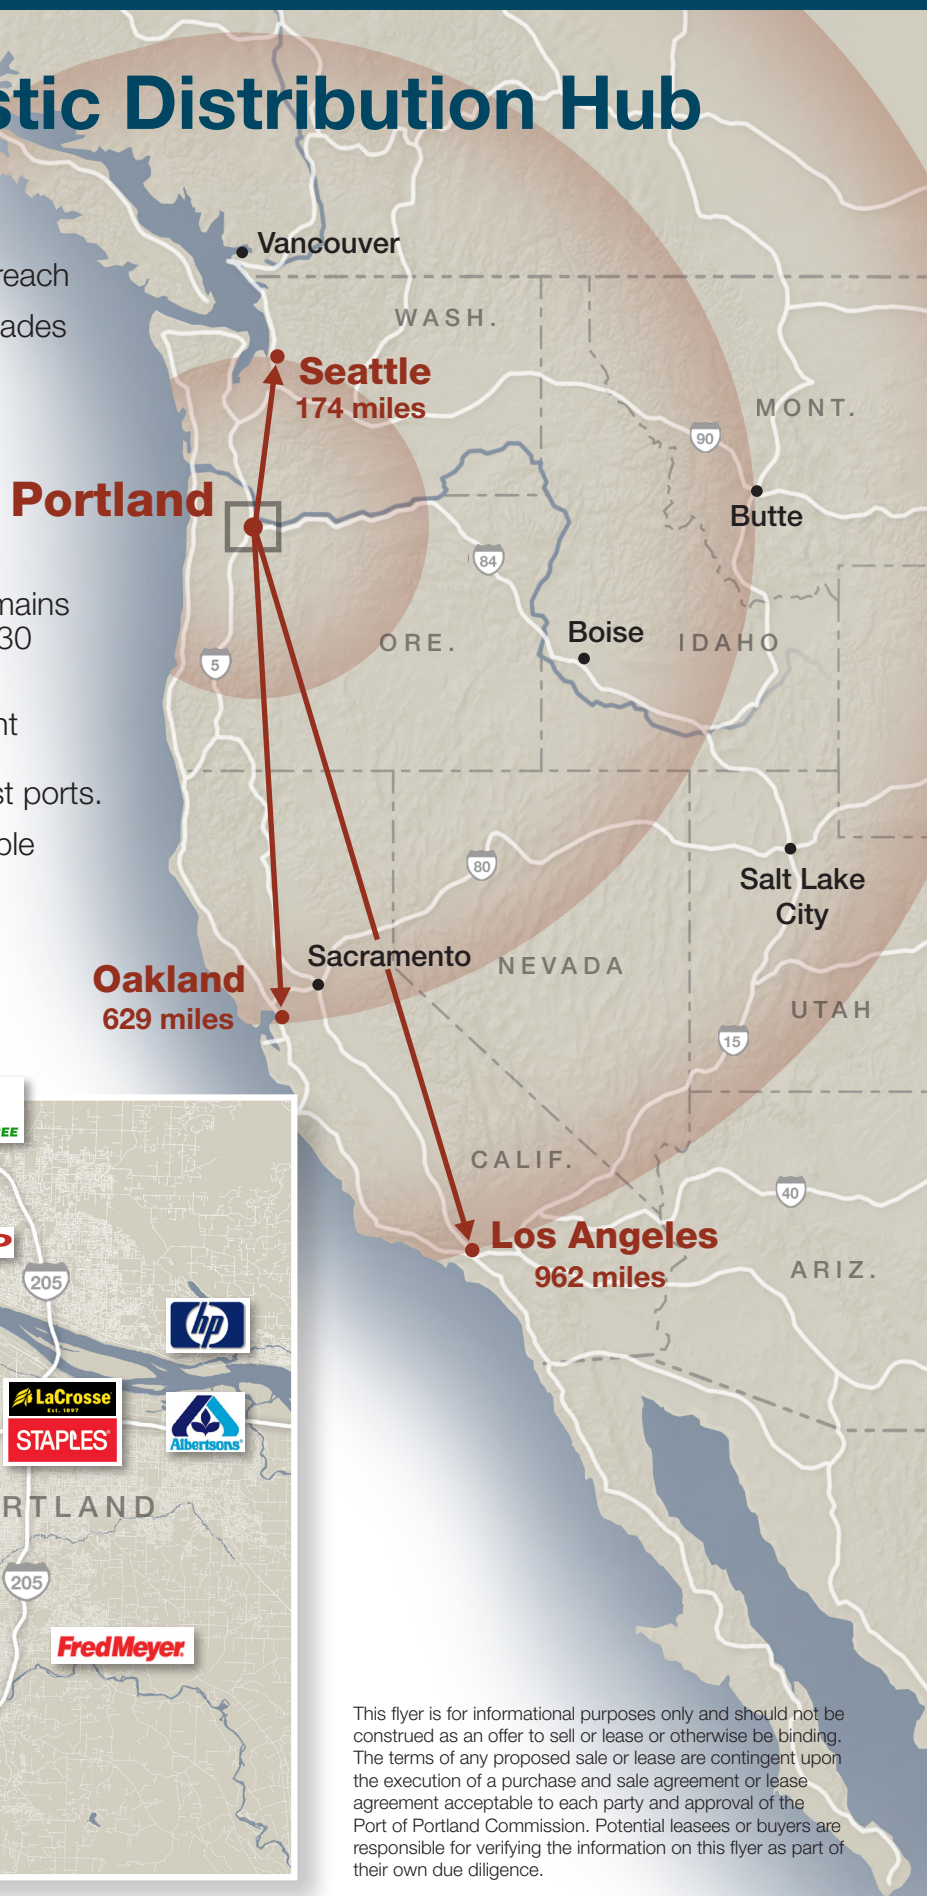 stic Distribution Hub
reach
ades
mains
30
nt
st ports.
ple
Vancouver
WASH.
Seattle
174 miles
MONT.
90
Portland
Butte
84
ORE.
Boise
IDAHO
5
80
Salt Lake
City
Sacramento
NEVADA
Oakland
629 miles
UTAH
15
CALIF.
40
Los Angeles
962 miles
ARIZ.
EE
205
hp
LaCrosse
Est. 1897
STAPLES
Albertsons
RTLAND
205
FredMeyer.
This flyer is for informational purposes only and should not be
construed as an offer to sell or lease or otherwise be binding.
The terms of any proposed sale or lease are contingent upon
the execution of a purchase and sale agreement or lease
agreement acceptable to each party and approval of the
Port of Portland Commission. Potential leasees or buyers are
responsible for verifying the information on this flyer as part of
their own due diligence.